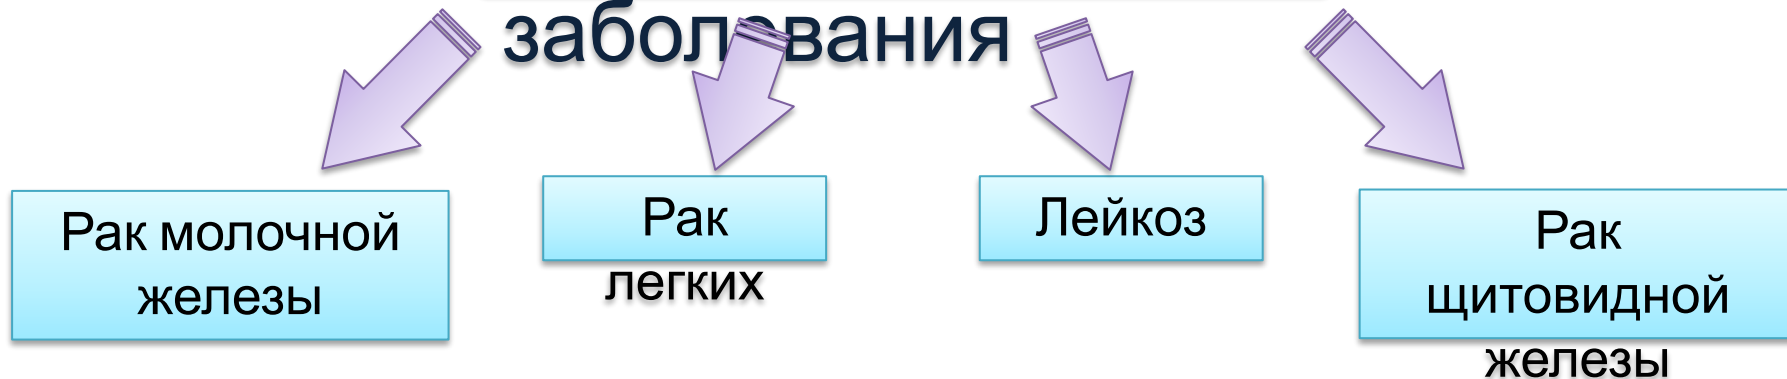 заболевания
Рак молочной
железы
Рак
легких
Лейкоз
Рак
щитовидной
железы